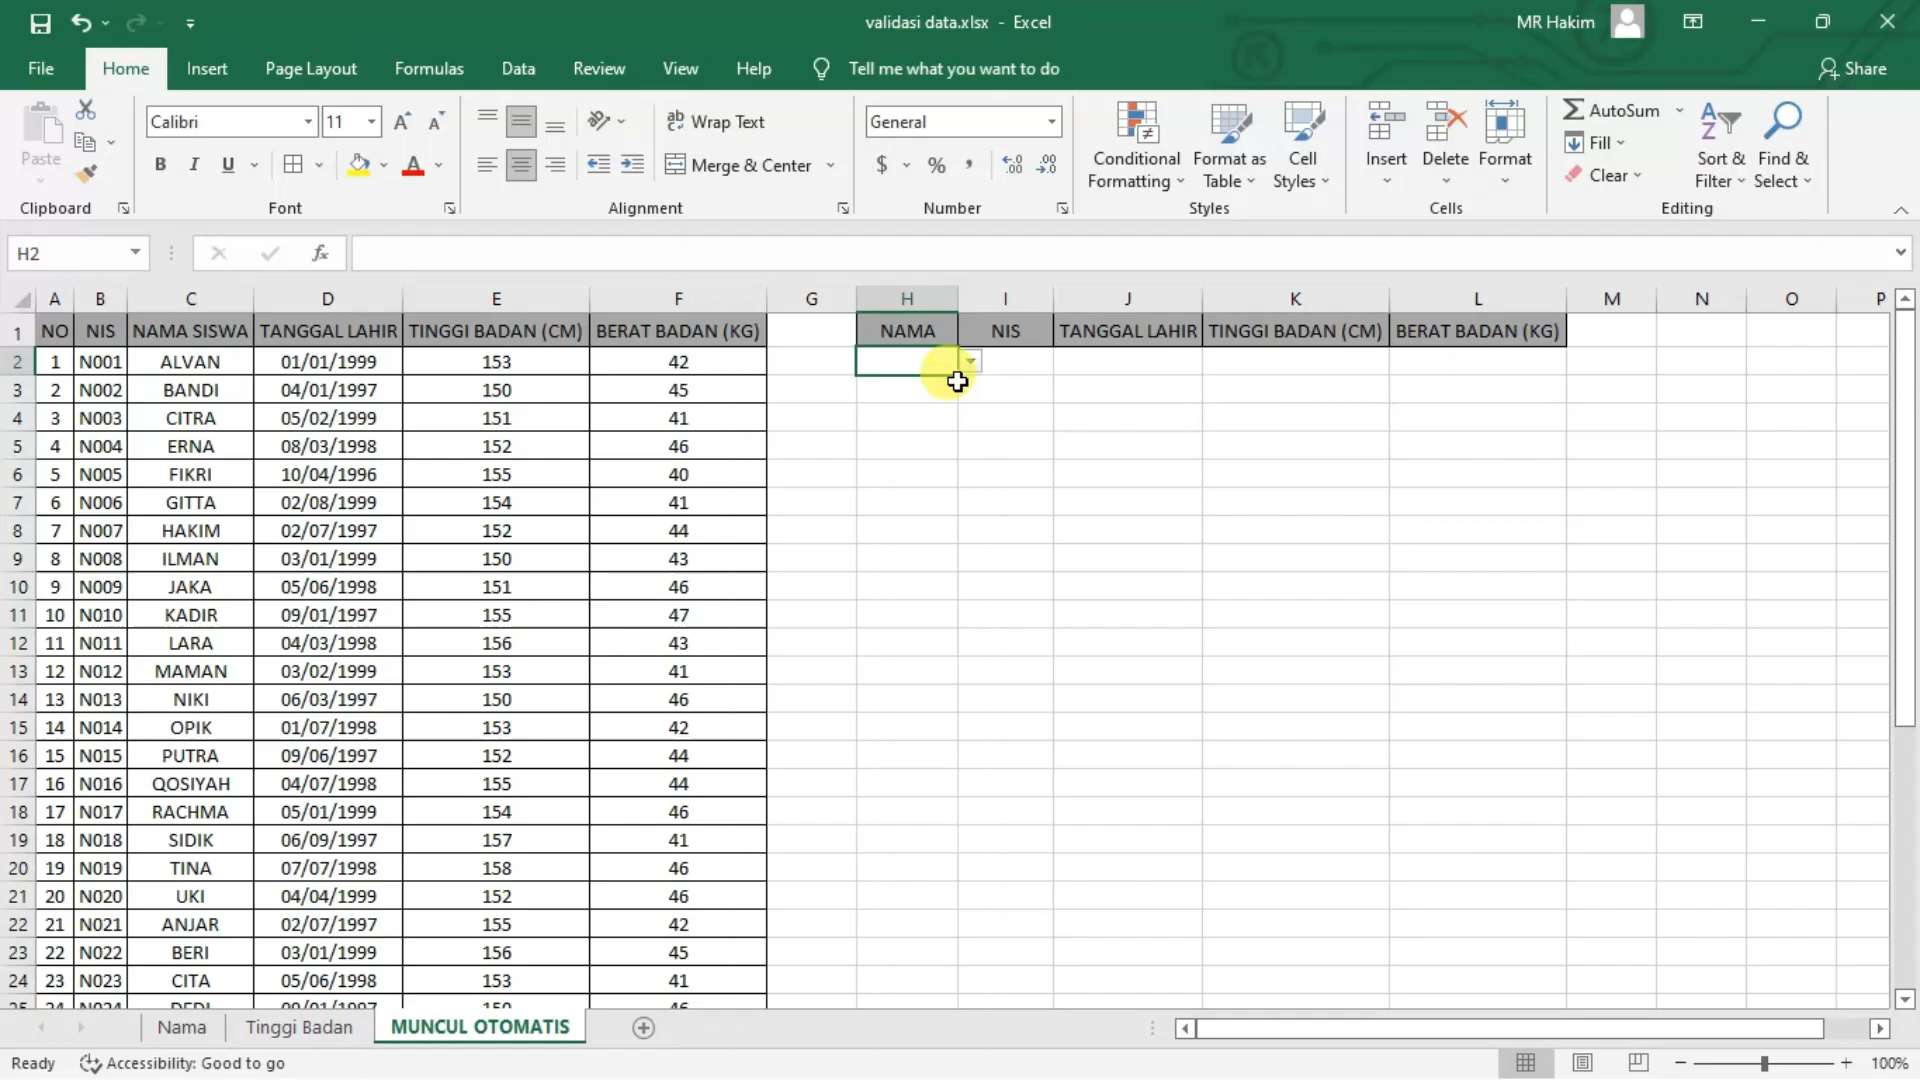 validasi data.xlsx - Excel
MR Hakim
File Home Insert Page Layout Formulas Data Review View Help Tell me what you want to do Share
Paste
Calibri 11
B I U
Wrap Text
Merge & Center
General
$ % ,
Conditional Formatting
Format as Table
Cell Styles
Insert Delete Format
AutoSum
Fill
Clear
Sort & Filter
Find & Select
Clipboard Font Alignment Number Styles Cells Editing
H2 fx
A B C D E F G H I J K L M N O P
1 NO NIS NAMA SISWA TANGGAL LAHIR TINGGI BADAN (CM) BERAT BADAN (KG) NAMA NIS TANGGAL LAHIR TINGGI BADAN (CM) BERAT BADAN (KG)
2 1 N001 ALVAN 01/01/1999 153 42
3 2 N002 BANDI 04/01/1997 150 45
4 3 N003 CITRA 05/02/1999 151 41
5 4 N004 ERNA 08/03/1998 152 46
6 5 N005 FIKRI 10/04/1996 155 40
7 6 N006 GITTA 02/08/1999 154 41
8 7 N007 HAKIM 02/07/1997 152 44
9 8 N008 ILMAN 03/01/1999 150 43
10 9 N009 JAKA 05/06/1998 151 46
11 10 N010 KADIR 09/01/1997 155 47
12 11 N011 LARA 04/03/1998 156 43
13 12 N012 MAMAN 03/02/1999 153 41
14 13 N013 NIKI 06/03/1997 150 46
15 14 N014 OPIK 01/07/1998 153 42
16 15 N015 PUTRA 09/06/1997 152 44
17 16 N016 QOSIYAH 04/07/1998 155 44
18 17 N017 RACHMA 05/01/1999 154 46
19 18 N018 SIDIK 06/09/1997 157 41
20 19 N019 TINA 07/07/1998 158 46
21 20 N020 UKI 04/04/1999 152 46
22 21 N021 ANJAR 02/07/1997 155 42
23 22 N022 BERI 03/01/1999 156 45
24 23 N023 CITA 05/06/1998 153 41
Nama Tinggi Badan MUNCUL OTOMATIS
Ready Accessibility: Good to go 100%